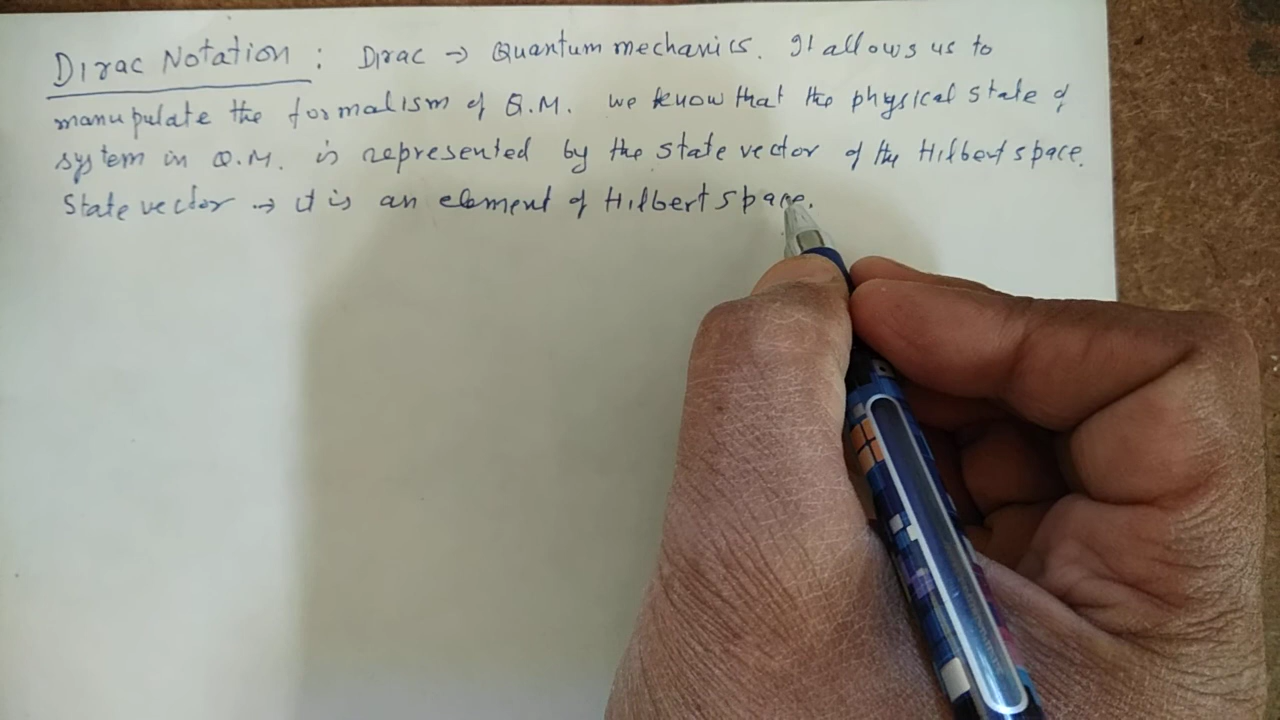 Dirac Notation : Dirac → Quantum mechanics. It allows us to
manupulate the formalism of Q.M. we know that the physical state of
system in Q.M. is represented by the state vector of the Hilbert space.
State vector → it is an element of Hilbert space.